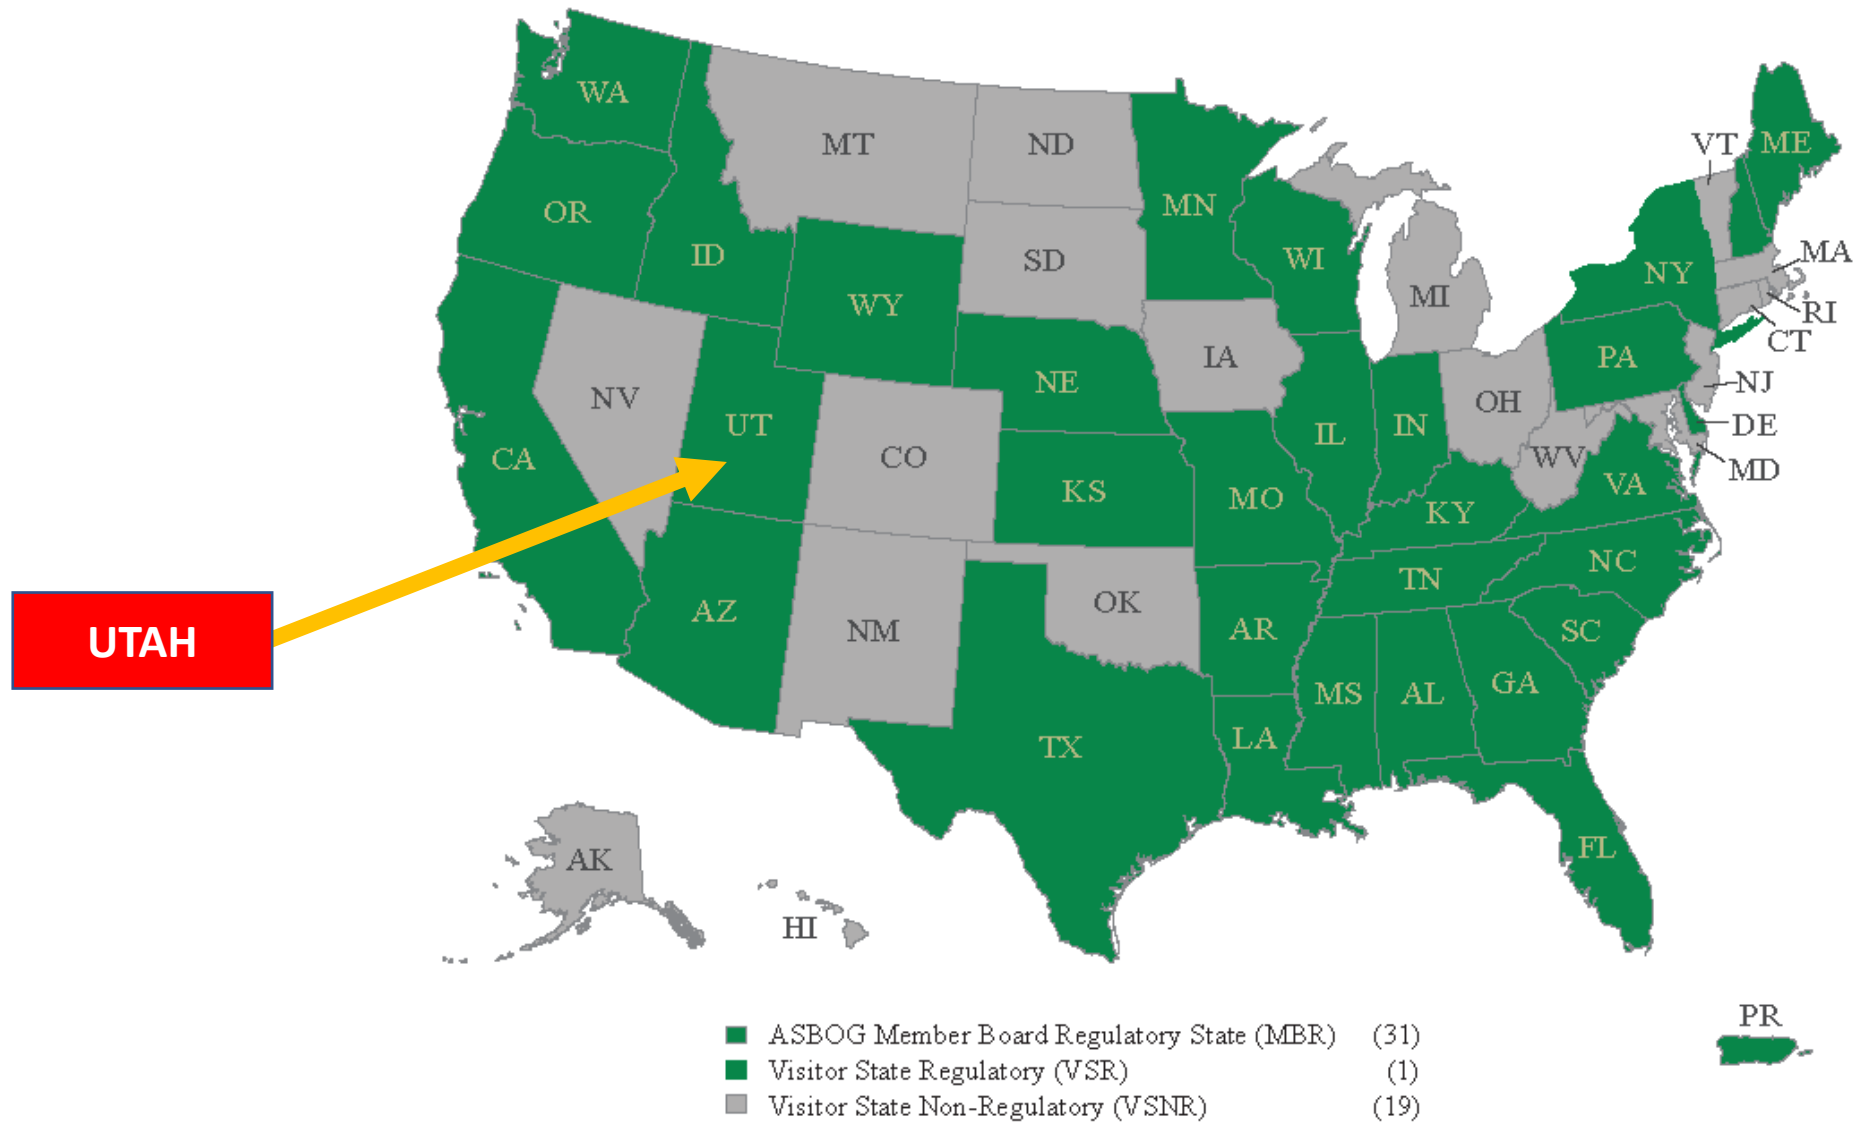 WA
MT
ND
VT
ME
OR
ID
MN
SD
WI
NY
MA
WY
MI
RI
CT
IA
PA
NE
NV
NJ
UT
OH
IL
IN
DE
CA
CO
WV
MD
KS
MO
VA
KY
NC
TN
UTAH
AZ
NM
OK
AR
SC
MS
AL
GA
LA
TX
FL
AK
HI
PR
ASBOG Member Board Regulatory State (MBR) (31)
Visitor State Regulatory (VSR) (1)
Visitor State Non-Regulatory (VSNR) (19)